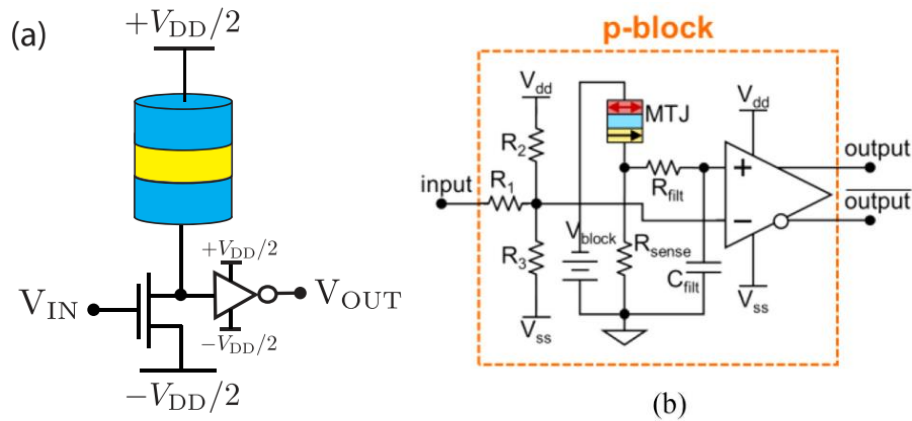 (a)
+V_DD/2
+V_DD/2
V_IN
V_OUT
−V_DD/2
−V_DD/2
p-block
V_dd
MTJ
V_dd
R_2
output
input
R_1
R_filt
+
−
output
V_block
R_3
R_sense
C_filt
V_ss
V_ss
(b)